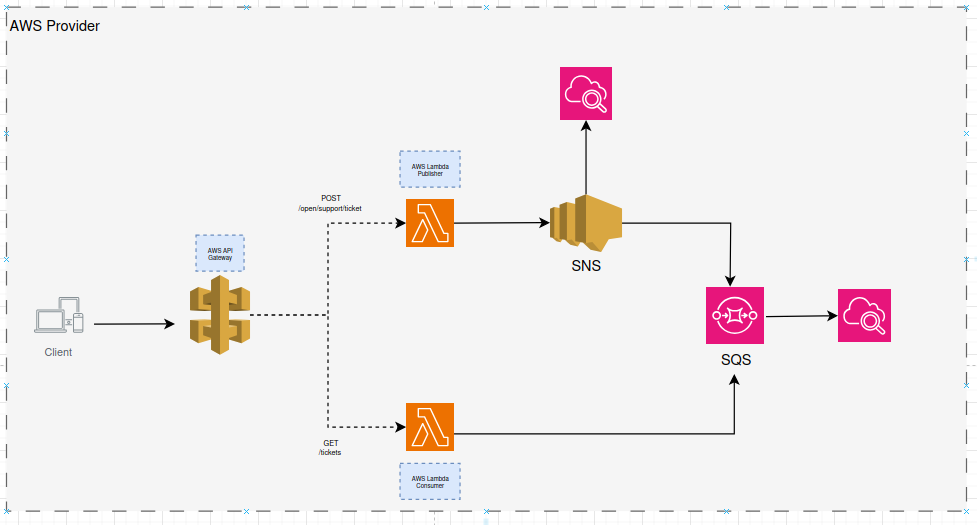 AWS Provider
AWS Lambda
Publisher
POST
/open/support/ticket
AWS API
Gateway
SNS
Client
SQS
GET
/tickets
AWS Lambda
Consumer